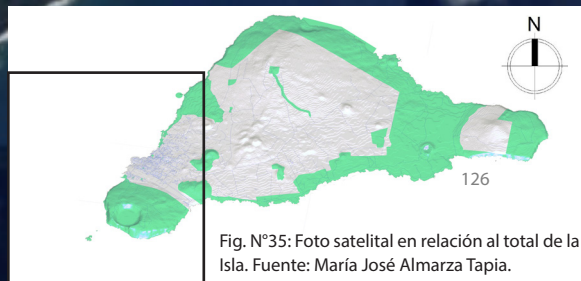 N
126
Fig. N°35: Foto satelital en relación al total de la
Isla. Fuente: María José Almarza Tapia.